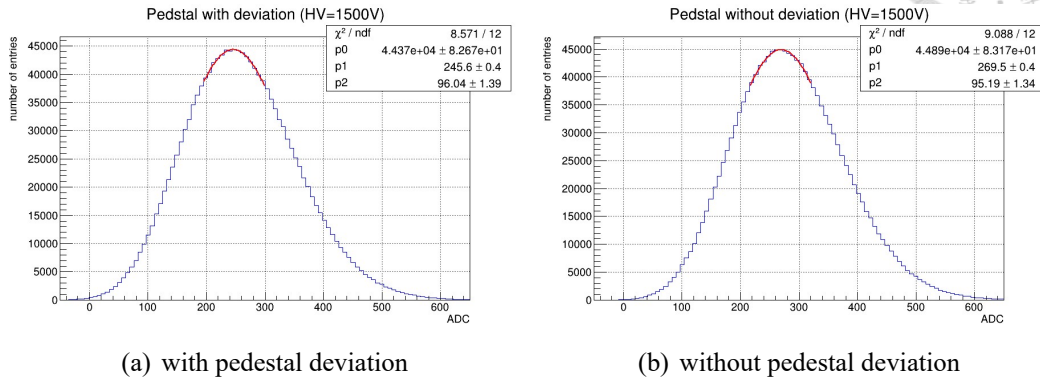 Pedstal with deviation (HV=1500V)
χ² / ndf 8.571 / 12
p0 4.437e+04 ± 8.267e+01
p1 245.6 ± 0.4
p2 96.04 ± 1.39
number of entries
45000
40000
35000
30000
25000
20000
15000
10000
5000
0
0 100 200 300 400 500 600
ADC
(a) with pedestal deviation
Pedstal without deviation (HV=1500V)
χ² / ndf 9.088 / 12
p0 4.489e+04 ± 8.317e+01
p1 269.5 ± 0.4
p2 95.19 ± 1.34
number of entries
45000
40000
35000
30000
25000
20000
15000
10000
5000
0
0 100 200 300 400 500 600
ADC
(b) without pedestal deviation